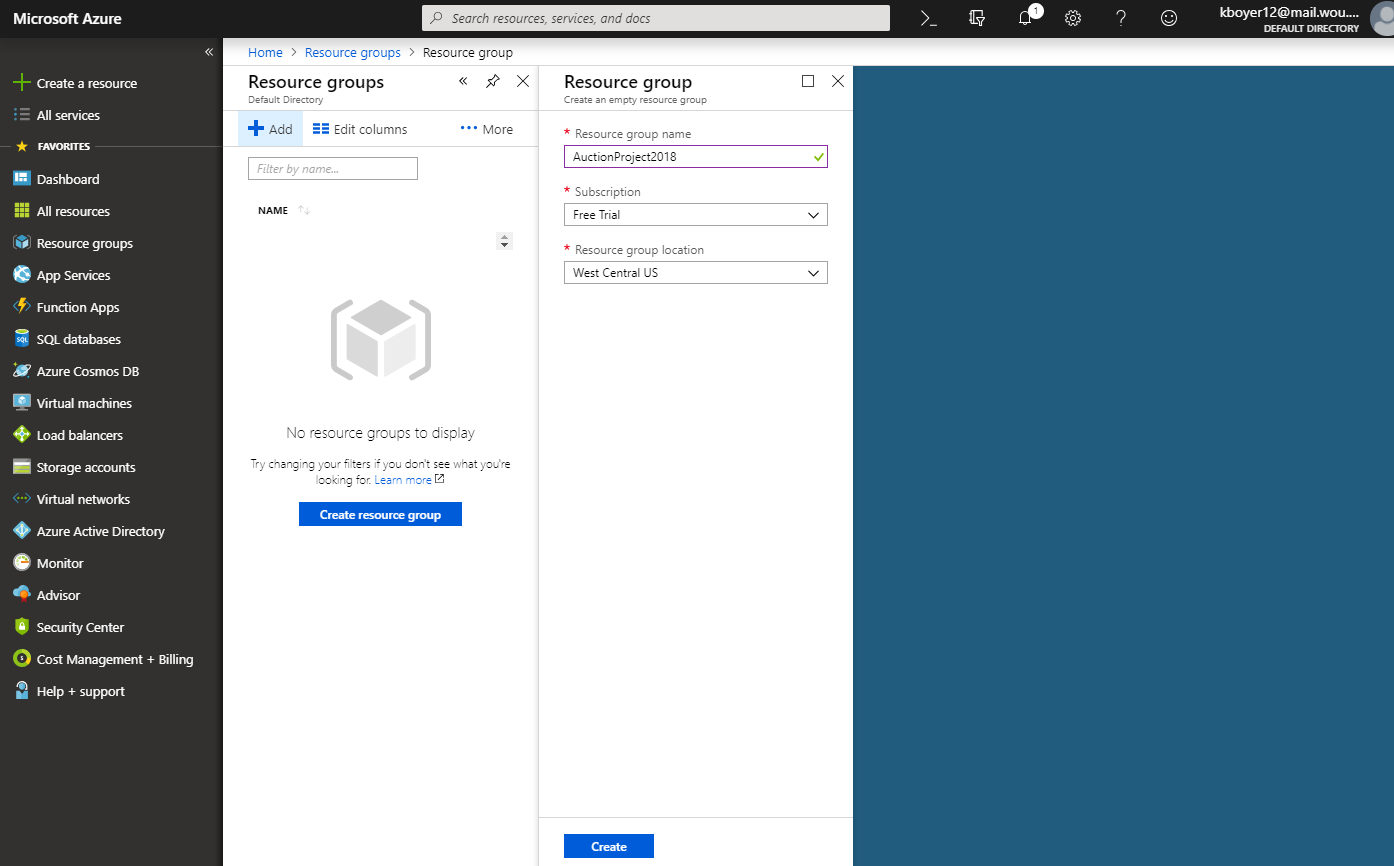 Microsoft Azure
Search resources, services, and docs
1
kboyer12@mail.wou....
DEFAULT DIRECTORY
Create a resource
All services
FAVORITES
Dashboard
All resources
Resource groups
App Services
Function Apps
SQL databases
Azure Cosmos DB
Virtual machines
Load balancers
Storage accounts
Virtual networks
Azure Active Directory
Monitor
Advisor
Security Center
Cost Management + Billing
Help + support
Home > Resource groups > Resource group
Resource groups
Default Directory
Add
Edit columns
More
Filter by name...
NAME
No resource groups to display
Try changing your filters if you don't see what you're
looking for. Learn more
Create resource group
Resource group
Create an empty resource group
* Resource group name
AuctionProject2018
* Subscription
Free Trial
* Resource group location
West Central US
Create